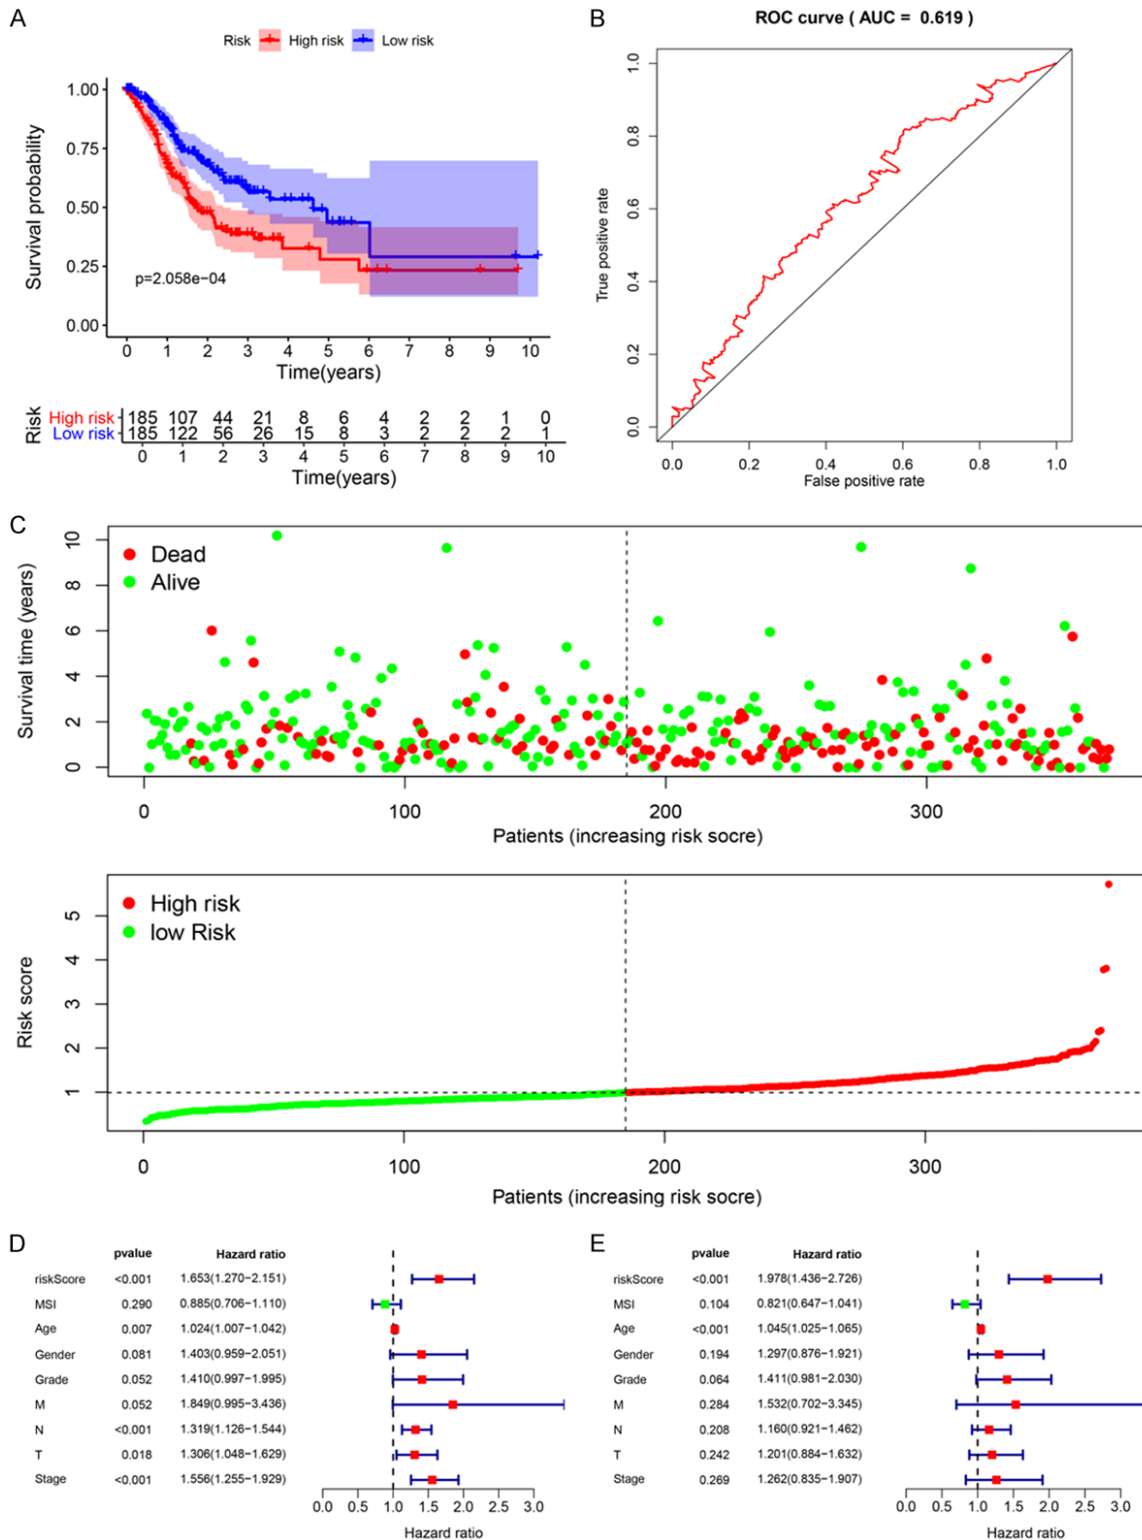 A
Risk High risk Low risk
Survival probability
1.00
0.75
0.50
0.25
0.00
p=2.058e−04
0 1 2 3 4 5 6 7 8 9 10
Time(years)
Risk
High risk 185 107 44 21 8 6 4 2 2 1 0
Low risk 185 122 56 26 15 8 3 2 2 2 1
0 1 2 3 4 5 6 7 8 9 10
Time(years)
B
ROC curve ( AUC = 0.619 )
True positive rate
1.0
0.8
0.6
0.4
0.2
0.0
0.0 0.2 0.4 0.6 0.8 1.0
False positive rate
C
Survival time (years)
10
8
6
4
2
0
Dead
Alive
0 100 200 300
Patients (increasing risk socre)
Risk score
5
4
3
2
1
High risk
low Risk
0 100 200 300
Patients (increasing risk socre)
D
pvalue Hazard ratio
riskScore <0.001 1.653(1.270−2.151)
MSI 0.290 0.885(0.706−1.110)
Age 0.007 1.024(1.007−1.042)
Gender 0.081 1.403(0.959−2.051)
Grade 0.052 1.410(0.997−1.995)
M 0.052 1.849(0.995−3.436)
N <0.001 1.319(1.126−1.544)
T 0.018 1.306(1.048−1.629)
Stage <0.001 1.556(1.255−1.929)
0.0 0.5 1.0 1.5 2.0 2.5 3.0
Hazard ratio
E
pvalue Hazard ratio
riskScore <0.001 1.978(1.436−2.726)
MSI 0.104 0.821(0.647−1.041)
Age <0.001 1.045(1.025−1.065)
Gender 0.194 1.297(0.876−1.921)
Grade 0.064 1.411(0.981−2.030)
M 0.284 1.532(0.702−3.345)
N 0.208 1.160(0.921−1.462)
T 0.242 1.201(0.884−1.632)
Stage 0.269 1.262(0.835−1.907)
0.0 0.5 1.0 1.5 2.0 2.5 3.0
Hazard ratio